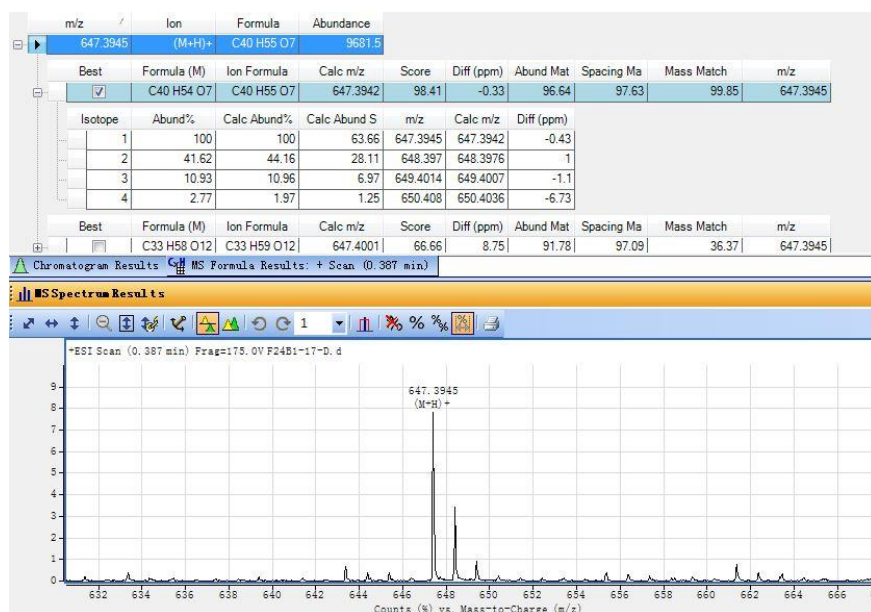 m/z / Ion Formula Abundance
647.3945 (M+H)+ C40 H55 O7 9681.5
Best Formula (M) Ion Formula Calc m/z Score Diff (ppm) Abund Mat Spacing Ma Mass Match m/z
C40 H54 O7 C40 H55 O7 647.3942 98.41 -0.33 96.64 97.63 99.85 647.3945
Isotope Abund% Calc Abund% Calc Abund S m/z Calc m/z Diff (ppm)
1 100 100 63.66 647.3945 647.3942 -0.43
2 41.62 44.16 28.11 648.397 648.3976 1
3 10.93 10.96 6.97 649.4014 649.4007 -1.1
4 2.77 1.97 1.25 650.408 650.4036 -6.73
Best Formula (M) Ion Formula Calc m/z Score Diff (ppm) Abund Mat Spacing Ma Mass Match m/z
C33 H58 O12 C33 H59 O12 647.4001 66.66 8.75 91.78 97.09 36.37 647.3945
Chromatogram Results MS Formula Results: + Scan (0.387 min)
MS Spectrum Results
1 % %
+ESI Scan (0.387 min) Frag=175.0V F24B1-17-D.d
9
647.3945
(M+H)+
8
7
6
5
4
3
2
1
0
632 634 636 638 640 642 644 646 648 650 652 654 656 658 660 662 664 666
Counts (%) vs. Mass-to-Charge (m/z)